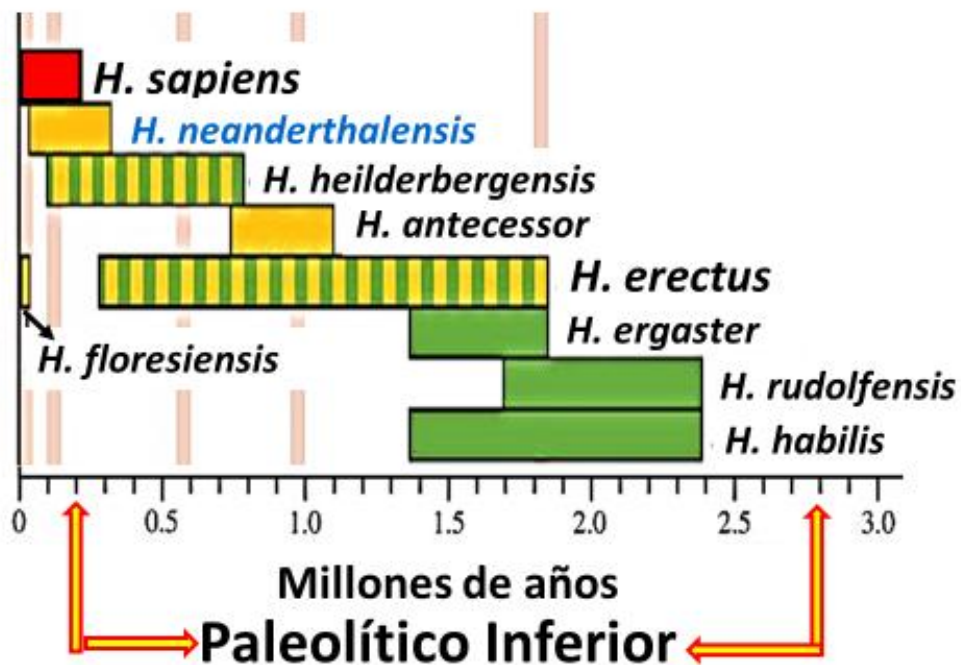 H. sapiens
H. neanderthalensis
H. heilderbergensis
H. antecessor
H. erectus
H. ergaster
H. floresiensis
H. rudolfensis
H. habilis
0 0.5 1.0 1.5 2.0 2.5 3.0
Millones de años
Paleolítico Inferior